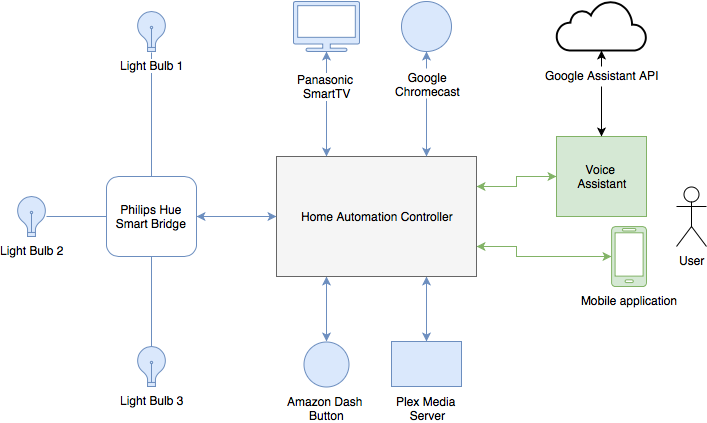 Light Bulb 1
Panasonic
SmartTV
Google
Chromecast
Google Assistant API
Voice
Assistant
Philips Hue
Smart Bridge
Home Automation Controller
Light Bulb 2
User
Mobile application
Light Bulb 3
Amazon Dash
Button
Plex Media
Server